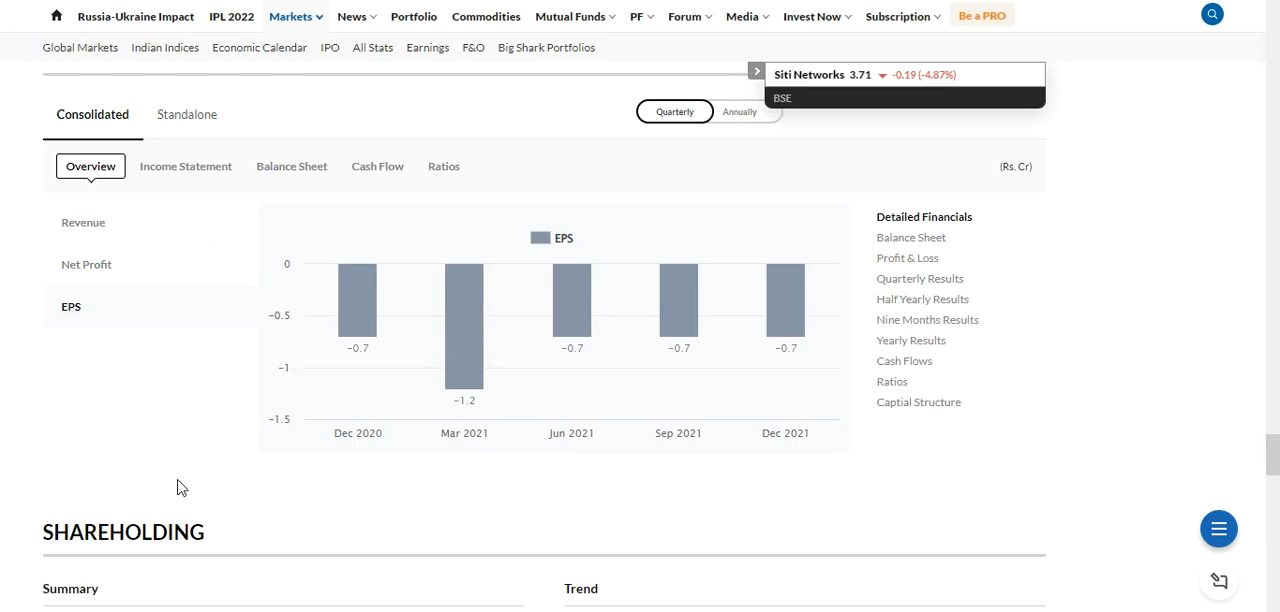 Russia-Ukraine Impact IPL 2022 Markets News Portfolio Commodities Mutual Funds PF Forum Media Invest Now Subscription Be a PRO
Global Markets Indian Indices Economic Calendar IPO All Stats Earnings F&O Big Shark Portfolios
Siti Networks 3.71 -0.19 (-4.87%)
BSE
Consolidated Standalone Quarterly Annually
Overview Income Statement Balance Sheet Cash Flow Ratios (Rs. Cr)
Revenue
Net Profit
EPS
EPS
0
−0.5
−1
−1.5
−0.7 −1.2 −0.7 −0.7 −0.7
Dec 2020 Mar 2021 Jun 2021 Sep 2021 Dec 2021
Detailed Financials
Balance Sheet
Profit & Loss
Quarterly Results
Half Yearly Results
Nine Months Results
Yearly Results
Cash Flows
Ratios
Captial Structure
SHAREHOLDING
Summary Trend